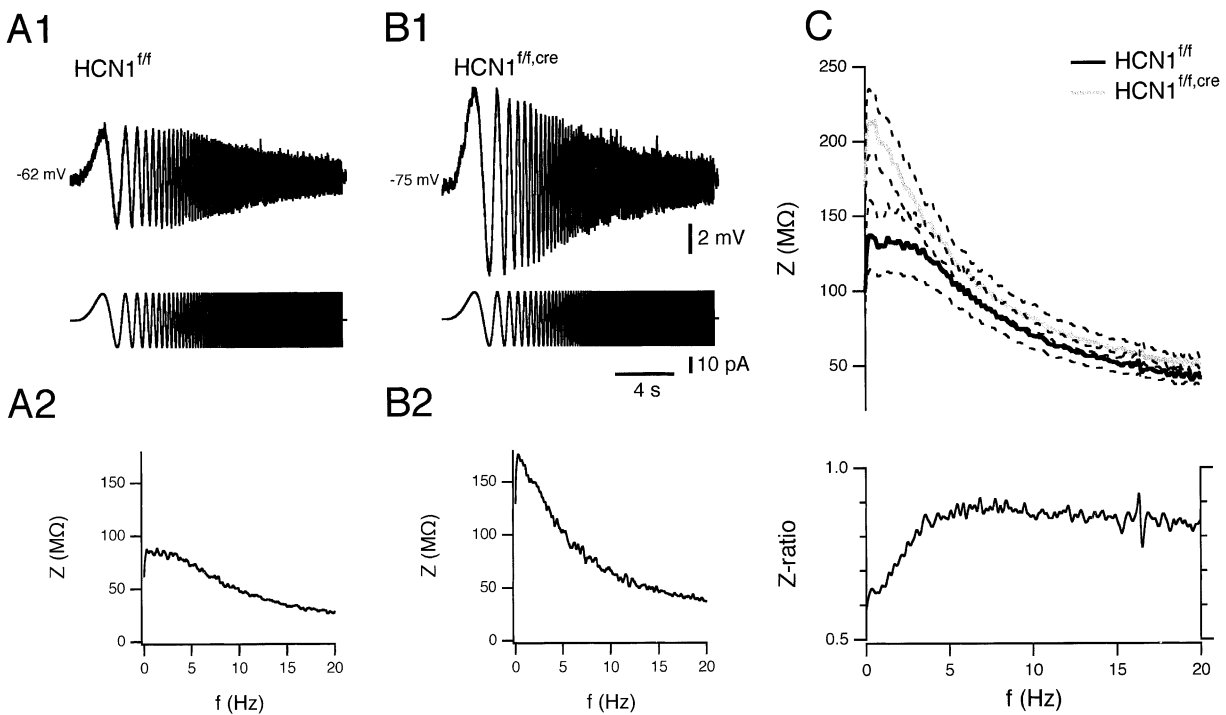 A1
HCN1f/f
-62 mV
B1
HCN1f/f,cre
-75 mV
2 mV
10 pA
4 s
A2
Z (MΩ)
150
100
50
0
0 5 10 15 20
f (Hz)
B2
Z (MΩ)
150
100
50
0
0 5 10 15 20
f (Hz)
C
HCN1f/f
HCN1f/f,cre
Z (MΩ)
250
200
150
100
50
Z-ratio
1.0
0.5
0 5 10 15 20
f (Hz)